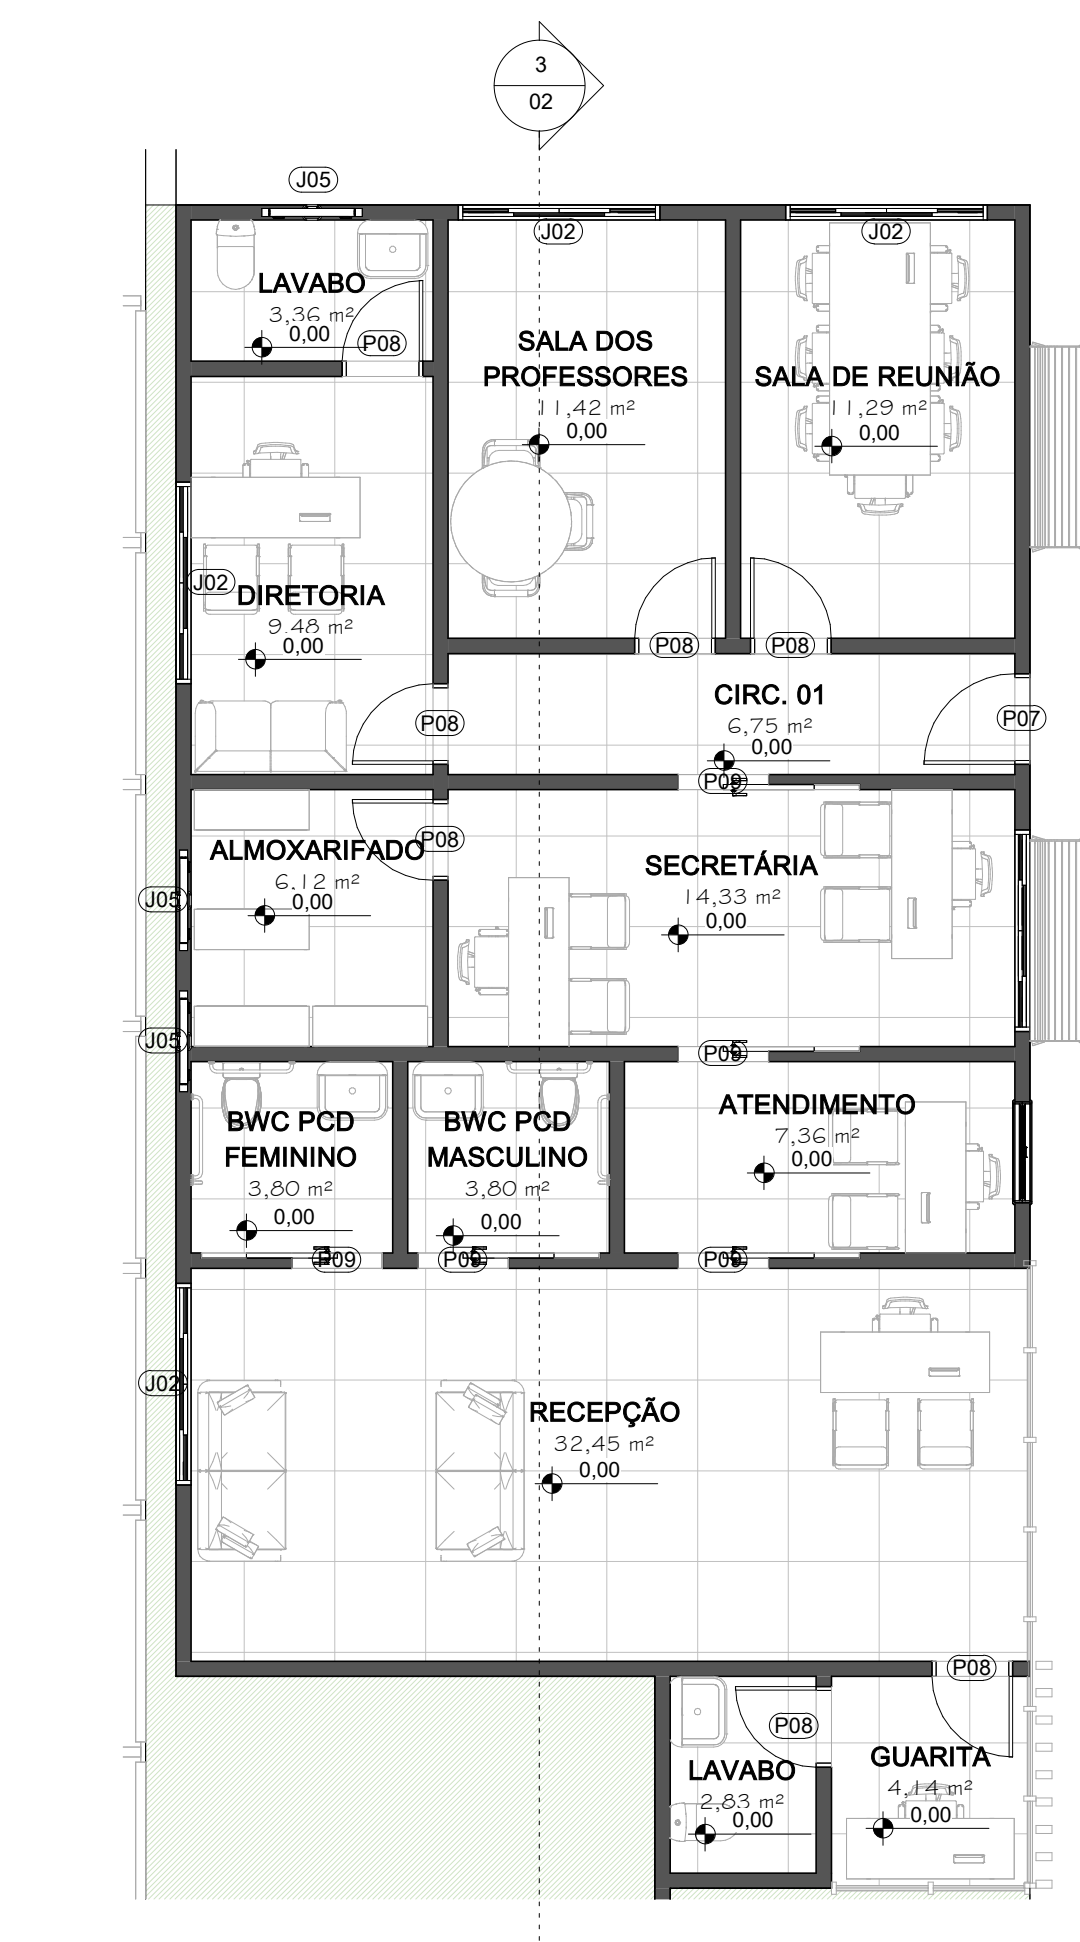 3
02
J05
J02
J02
LAVABO
3,36 m²
0,00
P08
SALA DOS
PROFESSORES
11,42 m²
0,00
SALA DE REUNIÃO
11,29 m²
0,00
J02
DIRETORIA
9,48 m²
0,00
P08
P08
P08
CIRC. 01
6,75 m²
0,00
P07
P09
ALMOXARIFADO
6,12 m²
0,00
P08
J05
J05
SECRETÁRIA
14,33 m²
0,00
P09
BWC PCD
FEMININO
3,80 m²
0,00
P09
BWC PCD
MASCULINO
3,80 m²
0,00
P09
ATENDIMENTO
7,36 m²
0,00
P09
J02
RECEPÇÃO
32,45 m²
0,00
P08
P08
LAVABO
2,83 m²
0,00
GUARITA
4,14 m²
0,00